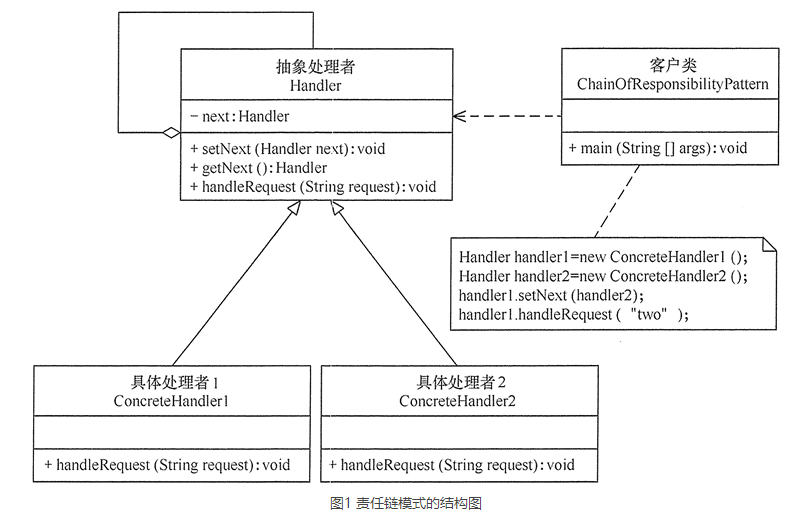 抽象处理者
Handler
- next:Handler
+ setNext (Handler next):void
+ getNext ():Handler
+ handleRequest (String request):void
客户类
ChainOfResponsibilityPattern
+ main (String [] args):void
Handler handler1=new ConcreteHandler1 ();
Handler handler2=new ConcreteHandler2 ();
handler1.setNext (handler2);
handler1.handleRequest ( "two" );
具体处理者1
ConcreteHandler1
+ handleRequest (String request):void
具体处理者2
ConcreteHandler2
+ handleRequest (String request):void
图1 责任链模式的结构图